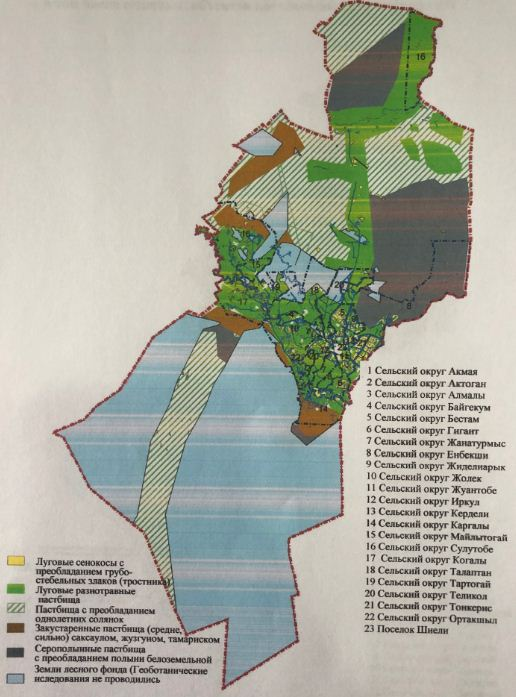 16
8
1 Сельский округ Акмая
2 Сельский округ Актоган
3 Сельский округ Алмалы
4 Сельский округ Байгекум
5 Сельский округ Бестам
6 Сельский округ Гигант
7 Сельский округ Жанатурмыс
8 Сельский округ Енбекши
9 Сельский округ Жиделиарык
10 Сельский округ Жолек
11 Сельский округ Жуантобе
12 Сельский округ Иркул
13 Сельский округ Кердели
14 Сельский округ Каргалы
15 Сельский округ Майлытогай
16 Сельский округ Сулутобе
17 Сельский округ Когалы
18 Сельский округ Талаптан
19 Сельский округ Тартогай
20 Сельский округ Теликол
21 Сельский округ Тонкерис
22 Сельский округ Ортакшыл
23 Поселок Шиели
Луговые сенокосы с
преобладанием грубо-
стебельных злаков (тростника)
Луговые разнотравные
пастбища
Пастбища с преобладанием
однолетних солянок
Закустаренные пастбища (средне,
сильно) саксаулом, жузгуном, тамариском
Серополынные пастбища
с преобладанием полыни белоземельной
Земли лесного фонда (Геоботанические
иследования не проводились